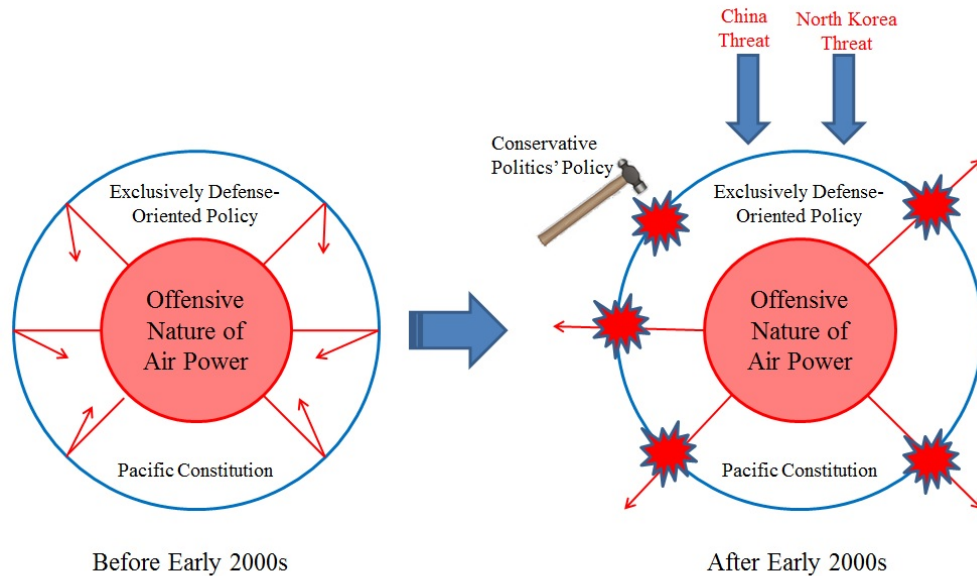 China
Threat
North Korea
Threat
Conservative
Politics’ Policy
Exclusively Defense-
Oriented Policy
Offensive
Nature of
Air Power
Pacific Constitution
Before Early 2000s
Exclusively Defense-
Oriented Policy
Offensive
Nature of
Air Power
Pacific Constitution
After Early 2000s